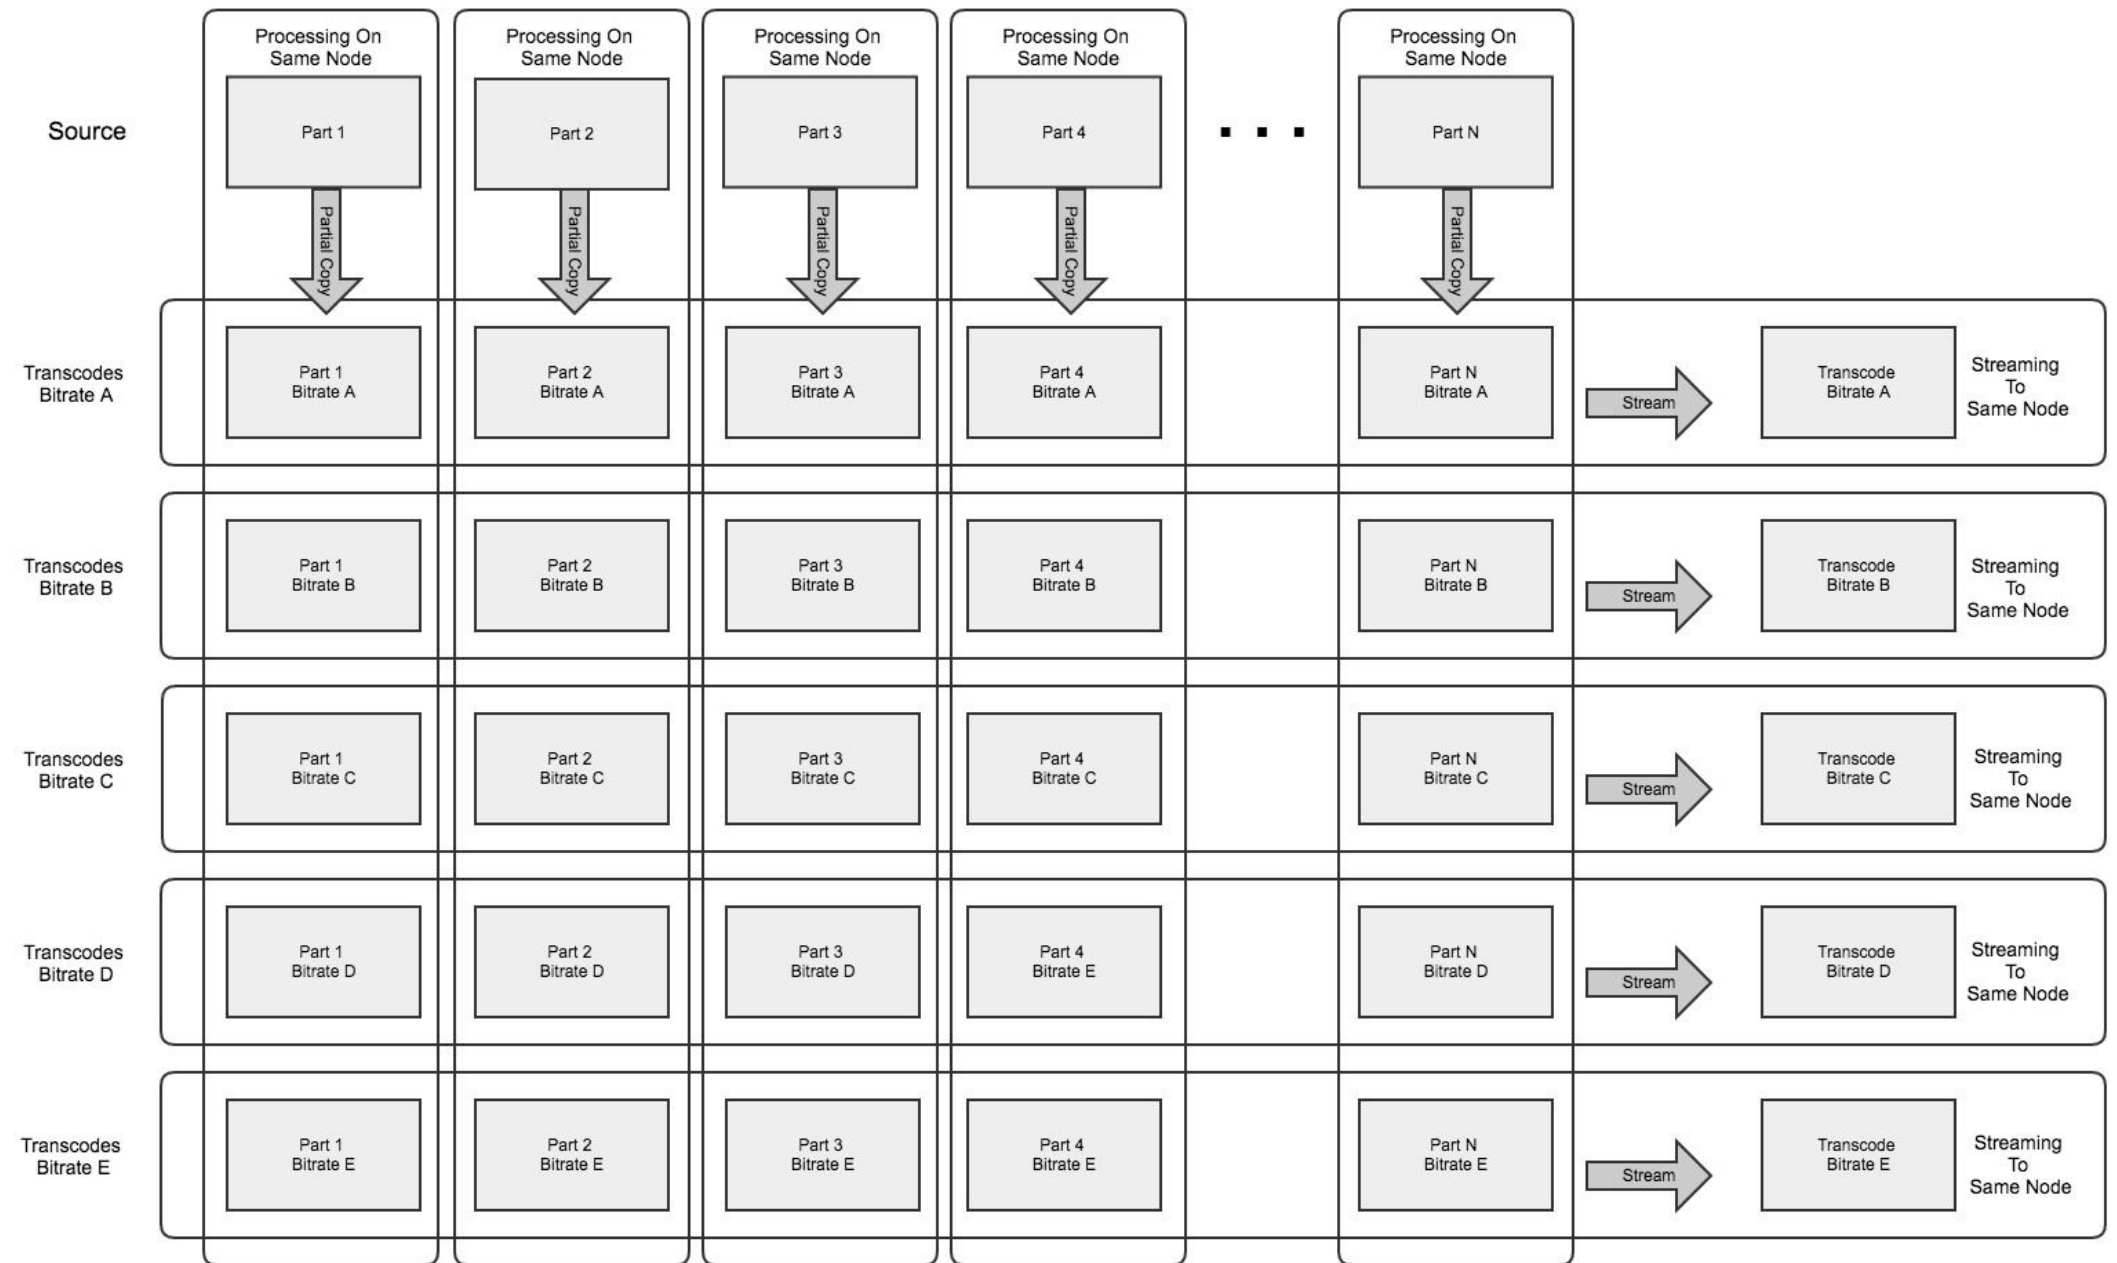 Processing On
Same Node
Processing On
Same Node
Processing On
Same Node
Processing On
Same Node
Processing On
Same Node
Source
Part 1
Part 2
Part 3
Part 4
Part N
Partial Copy
Partial Copy
Partial Copy
Partial Copy
Partial Copy
Transcodes
Bitrate A
Part 1
Bitrate A
Part 2
Bitrate A
Part 3
Bitrate A
Part 4
Bitrate A
Part N
Bitrate A
Stream
Transcode
Bitrate A
Streaming
To
Same Node
Transcodes
Bitrate B
Part 1
Bitrate B
Part 2
Bitrate B
Part 3
Bitrate B
Part 4
Bitrate B
Part N
Bitrate B
Stream
Transcode
Bitrate B
Streaming
To
Same Node
Transcodes
Bitrate C
Part 1
Bitrate C
Part 2
Bitrate C
Part 3
Bitrate C
Part 4
Bitrate C
Part N
Bitrate C
Stream
Transcode
Bitrate C
Streaming
To
Same Node
Transcodes
Bitrate D
Part 1
Bitrate D
Part 2
Bitrate D
Part 3
Bitrate D
Part 4
Bitrate E
Part N
Bitrate D
Stream
Transcode
Bitrate D
Streaming
To
Same Node
Transcodes
Bitrate E
Part 1
Bitrate E
Part 2
Bitrate E
Part 3
Bitrate E
Part 4
Bitrate E
Part N
Bitrate E
Stream
Transcode
Bitrate E
Streaming
To
Same Node